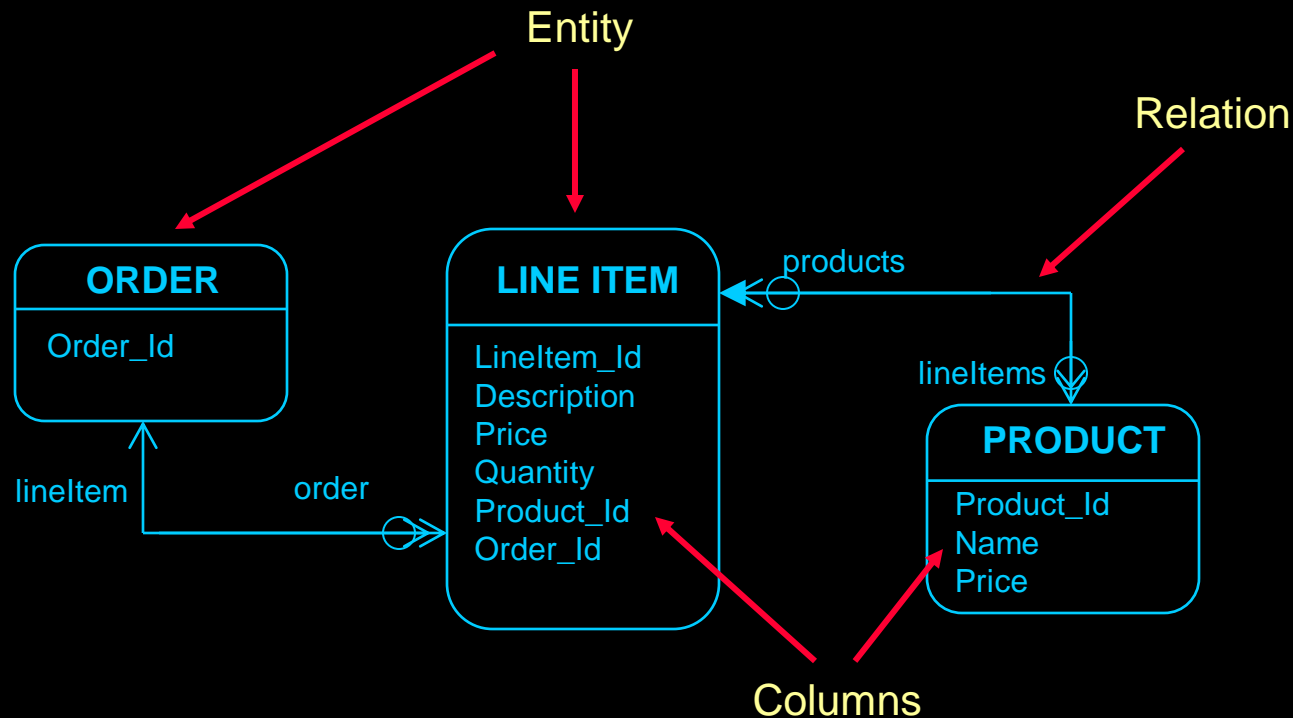 Entity
Relation
ORDER
Order_Id
LINE ITEM
LineItem_Id
Description
Price
Quantity
Product_Id
Order_Id
products
lineItems
PRODUCT
Product_Id
Name
Price
lineItem
order
Columns